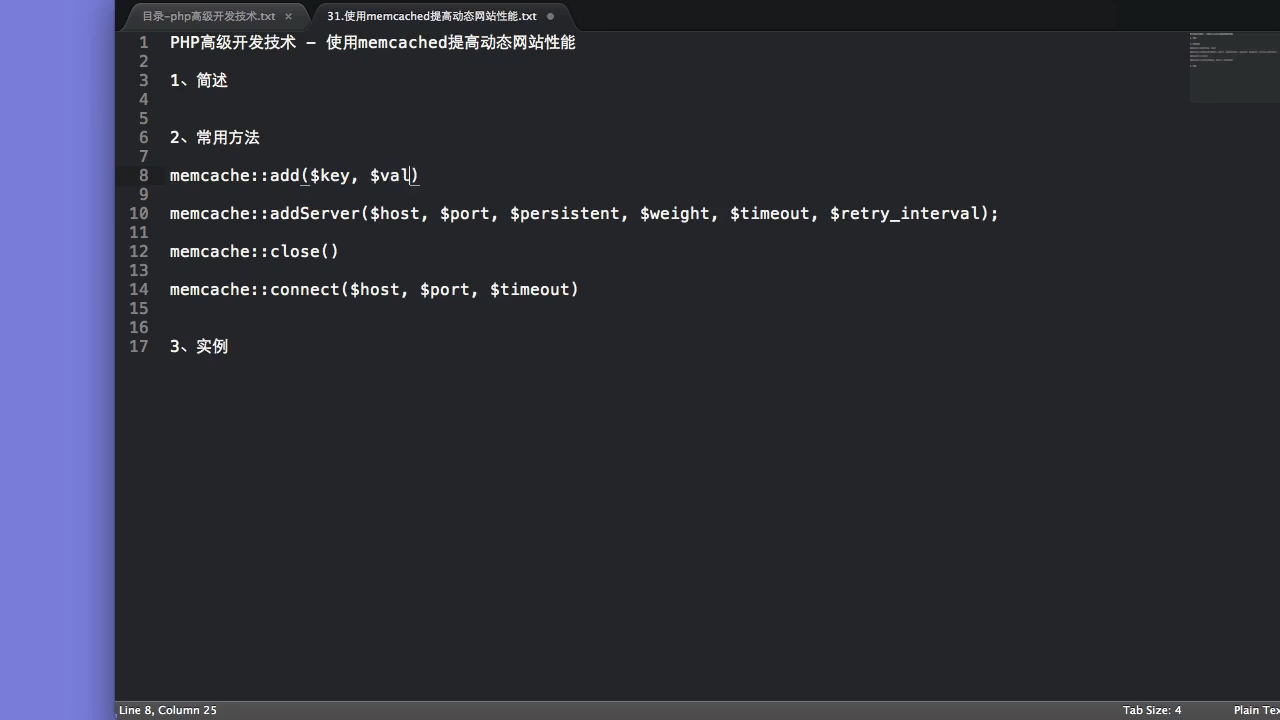 目录-php高级开发技术.txt ×
31.使用memcached提高动态网站性能.txt
1 PHP高级开发技术 - 使用memcached提高动态网站性能
2
3 1、简述
4
5
6 2、常用方法
7
8 memcache::add($key, $val)
9
10 memcache::addServer($host, $port, $persistent, $weight, $timeout, $retry_interval);
11
12 memcache::close()
13
14 memcache::connect($host, $port, $timeout)
15
16
17 3、实例
Line 8, Column 25
Tab Size: 4
Plain Tex